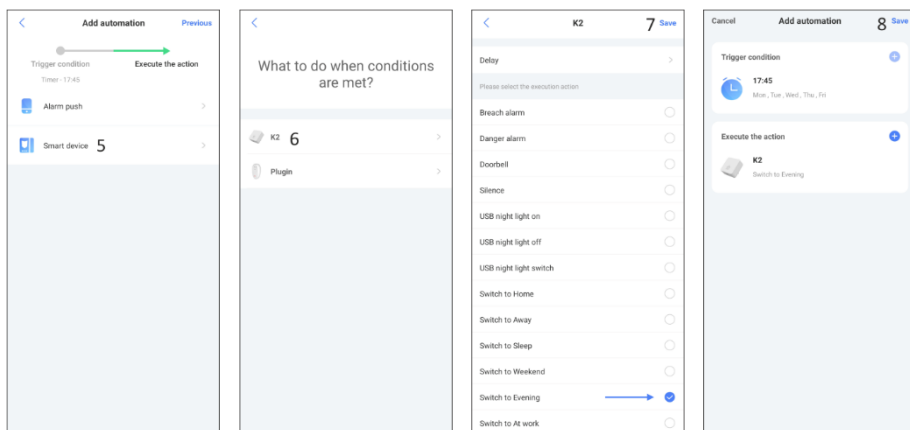 Add automation
Previous
Trigger condition
Execute the action
Timer - 17:45
Alarm push
Smart device 5
What to do when conditions
are met?
K2 6
Plugin
K2
7 Save
Delay
Please select the execution action
Breach alarm
Danger alarm
Doorbell
Silence
USB night light on
USB night light off
USB night light switch
Switch to Home
Switch to Away
Switch to Sleep
Switch to Weekend
Switch to Evening
Switch to At work
Cancel
Add automation
8 Save
Trigger condition
17:45
Mon , Tue , Wed , Thu , Fri
Execute the action
K2
Switch to Evening